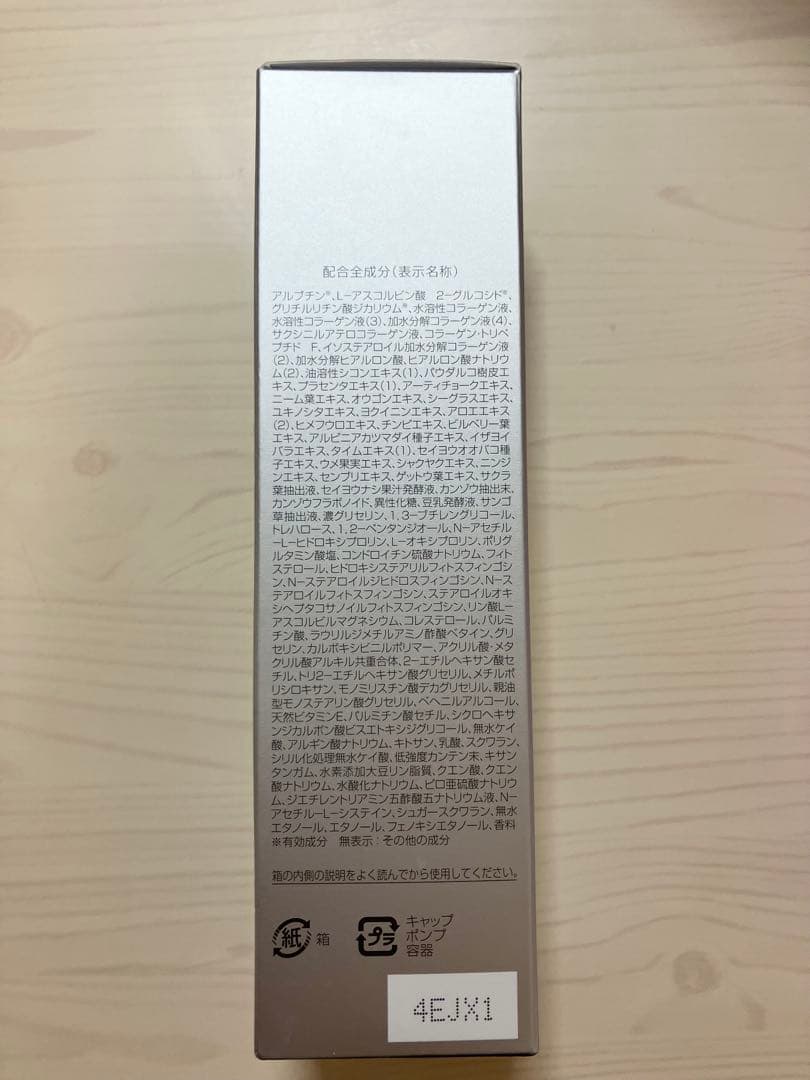 配合全成分（表示名称）
アルブチン※、L－アスコルビン酸　2－グルコシド※、
グリチルリチン酸ジカリウム※、水溶性コラーゲン液、
水溶性コラーゲン液（3）、加水分解コラーゲン液（4）、
サクシニルアテロコラーゲン液、コラーゲン・トリペ
プチド　F、イソステアロイル加水分解コラーゲン液
（2）、加水分解ヒアルロン酸、ヒアルロン酸ナトリウ
ム（2）、油溶性シコンエキス（1）、パウダルコ樹皮エ
キス、プラセンタエキス（1）、アーティチョークエキス、
ニーム葉エキス、オウゴンエキス、シーグラスエキス、
ユキノシタエキス、ヨクイニンエキス、アロエエキス
（2）、ヒメフウロエキス、チンピエキス、ビルベリー葉
エキス、アルピニアカツマダイ種子エキス、イザヨイ
バラエキス、タイムエキス（1）、セイヨウオオバコ種
子エキス、ウメ果実エキス、シャクヤクエキス、ニンジ
ンエキス、センブリエキス、ゲットウ葉エキス、サクラ
葉抽出液、セイヨウナシ果汁発酵液、カンゾウ抽出末、
カンゾウフラボノイド、異性化糖、豆乳発酵液、サンゴ
草抽出液、濃グリセリン、1，3－ブチレングリコール、
トレハロース、1，2－ペンタンジオール、N－アセチル
－L－ヒドロキシプロリン、L－オキシプロリン、ポリグ
ルタミン酸塩、コンドロイチン硫酸ナトリウム、フィト
ステロール、ヒドロキシステアリルフィトスフィンゴシ
ン、N－ステアロイルジヒドロスフィンゴシン、N－ス
テアロイルフィトスフィンゴシン、ステアロイルオキ
シヘプタコサノイルフィトスフィンゴシン、リン酸L－
アスコルビルマグネシウム、コレステロール、パルミ
チン酸、ラウリルジメチルアミノ酢酸ベタイン、グリ
セリン、カルボキシビニルポリマー、アクリル酸・メタ
クリル酸アルキル共重合体、2－エチルヘキサン酸セ
チル、トリ2－エチルヘキサン酸グリセリル、メチルポ
リシロキサン、モノミリスチン酸デカグリセリル、親油
型モノステアリン酸グリセリル、ベヘニルアルコール、
天然ビタミンE、パルミチン酸セチル、シクロヘキサ
ンジカルボン酸ビスエトキシジグリコール、無水ケイ
酸、アルギン酸ナトリウム、キトサン、乳酸、スクワラン、
シリル化処理無水ケイ酸、低強度カンテン末、キサン
タンガム、水素添加大豆リン脂質、クエン酸、クエン
酸ナトリウム、水酸化ナトリウム、ピロ亜硫酸ナトリウ
ム、ジエチレントリアミン五酢酸五ナトリウム液、N－
アセチル－L－システイン、シュガースクワラン、無水
エタノール、エタノール、フェノキシエタノール、香料
※有効成分　無表示：その他の成分
箱の内側の説明をよく読んでから使用してください。
紙 箱
プラ キャップ
ポンプ
容器
4EJX1